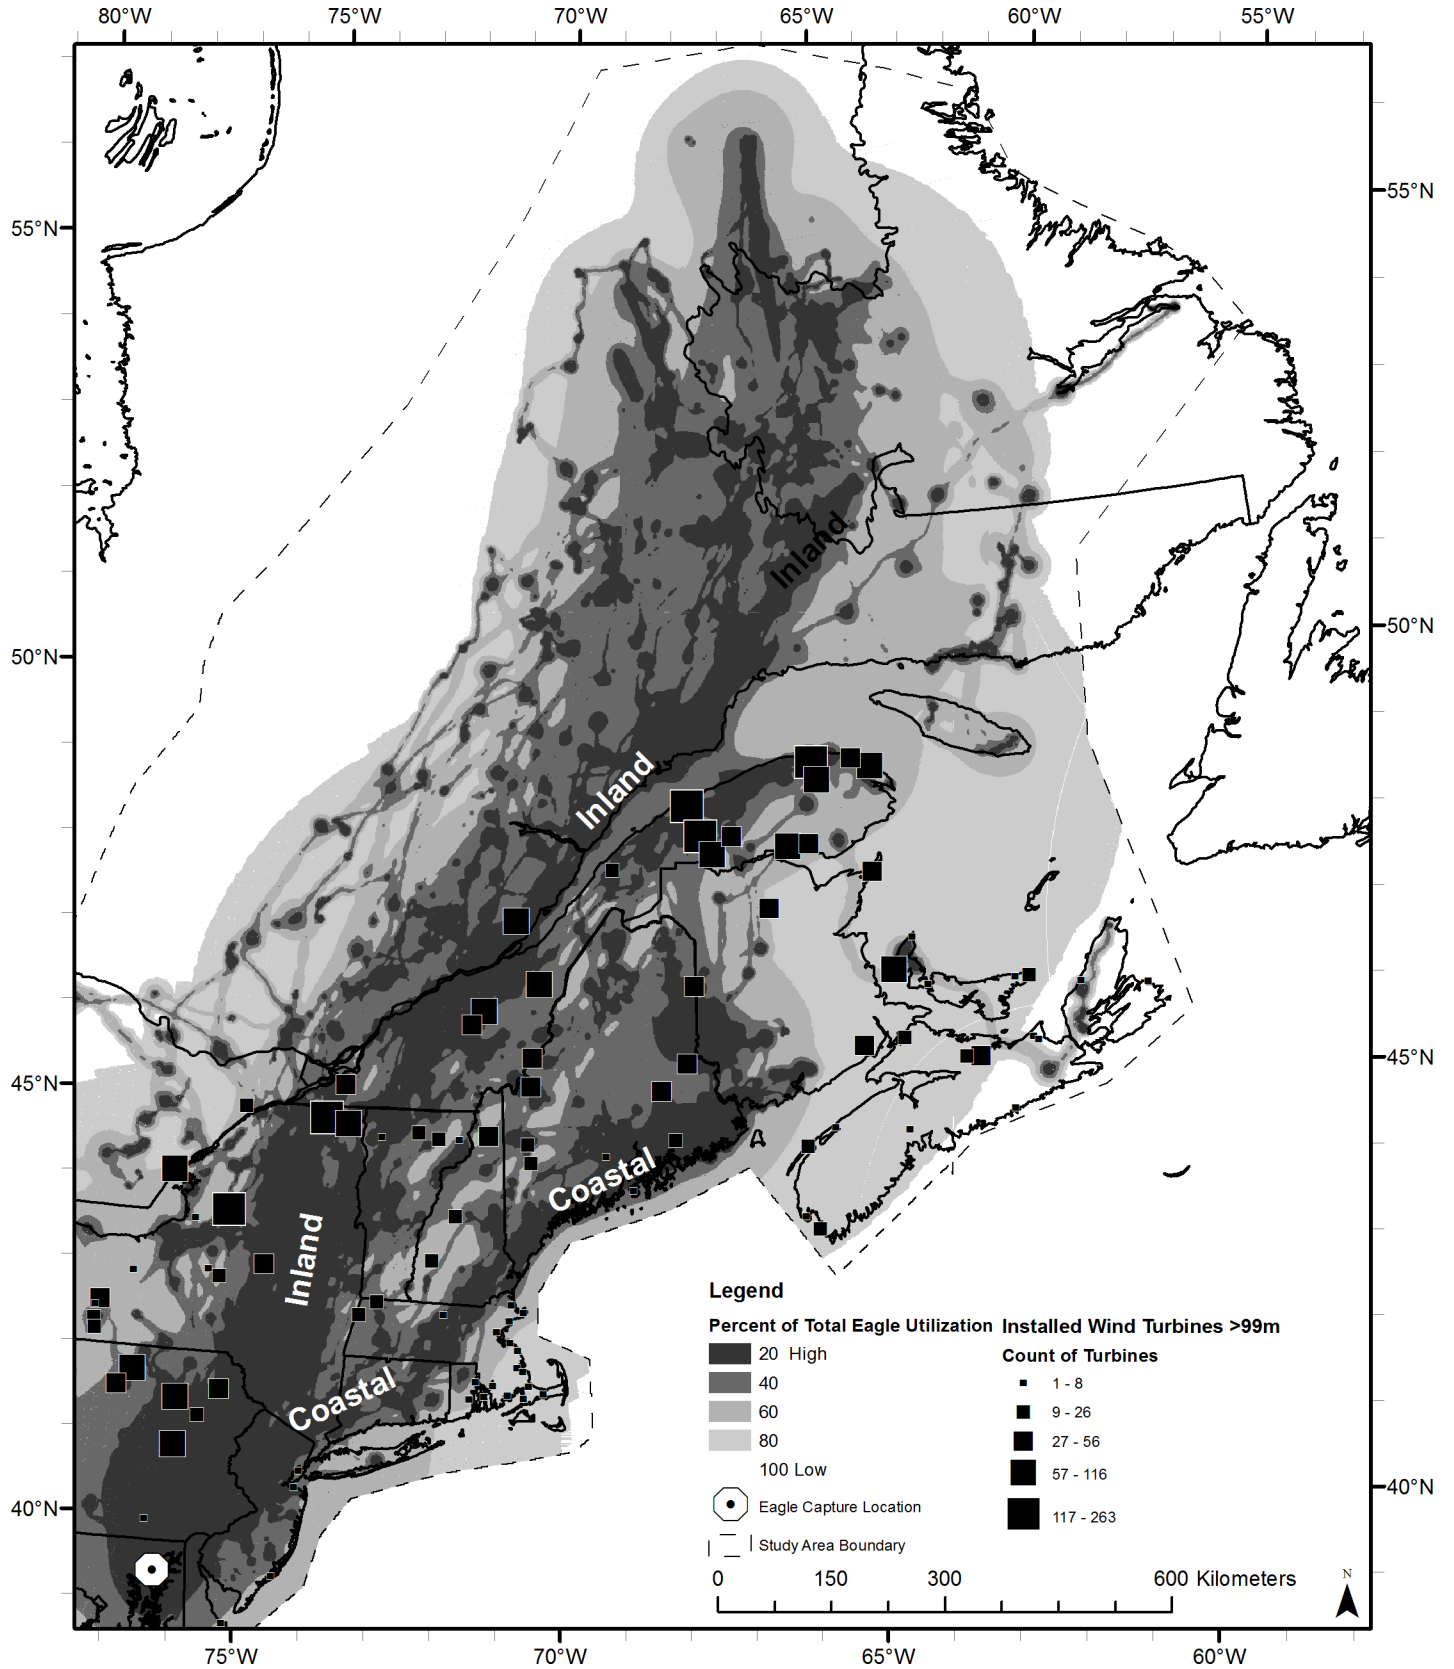 80°W 75°W 70°W 65°W 60°W 55°W
55°N
55°N
Inland
50°N
50°N
Inland
45°N
45°N
Coastal
Inland
Coastal
40°N
40°N
Legend
Percent of Total Eagle Utilization
20 High
40
60
80
100 Low
Eagle Capture Location
Study Area Boundary
Installed Wind Turbines >99m
Count of Turbines
1 - 8
9 - 26
27 - 56
57 - 116
117 - 263
0 150 300 600 Kilometers
N
75°W 70°W 65°W 60°W